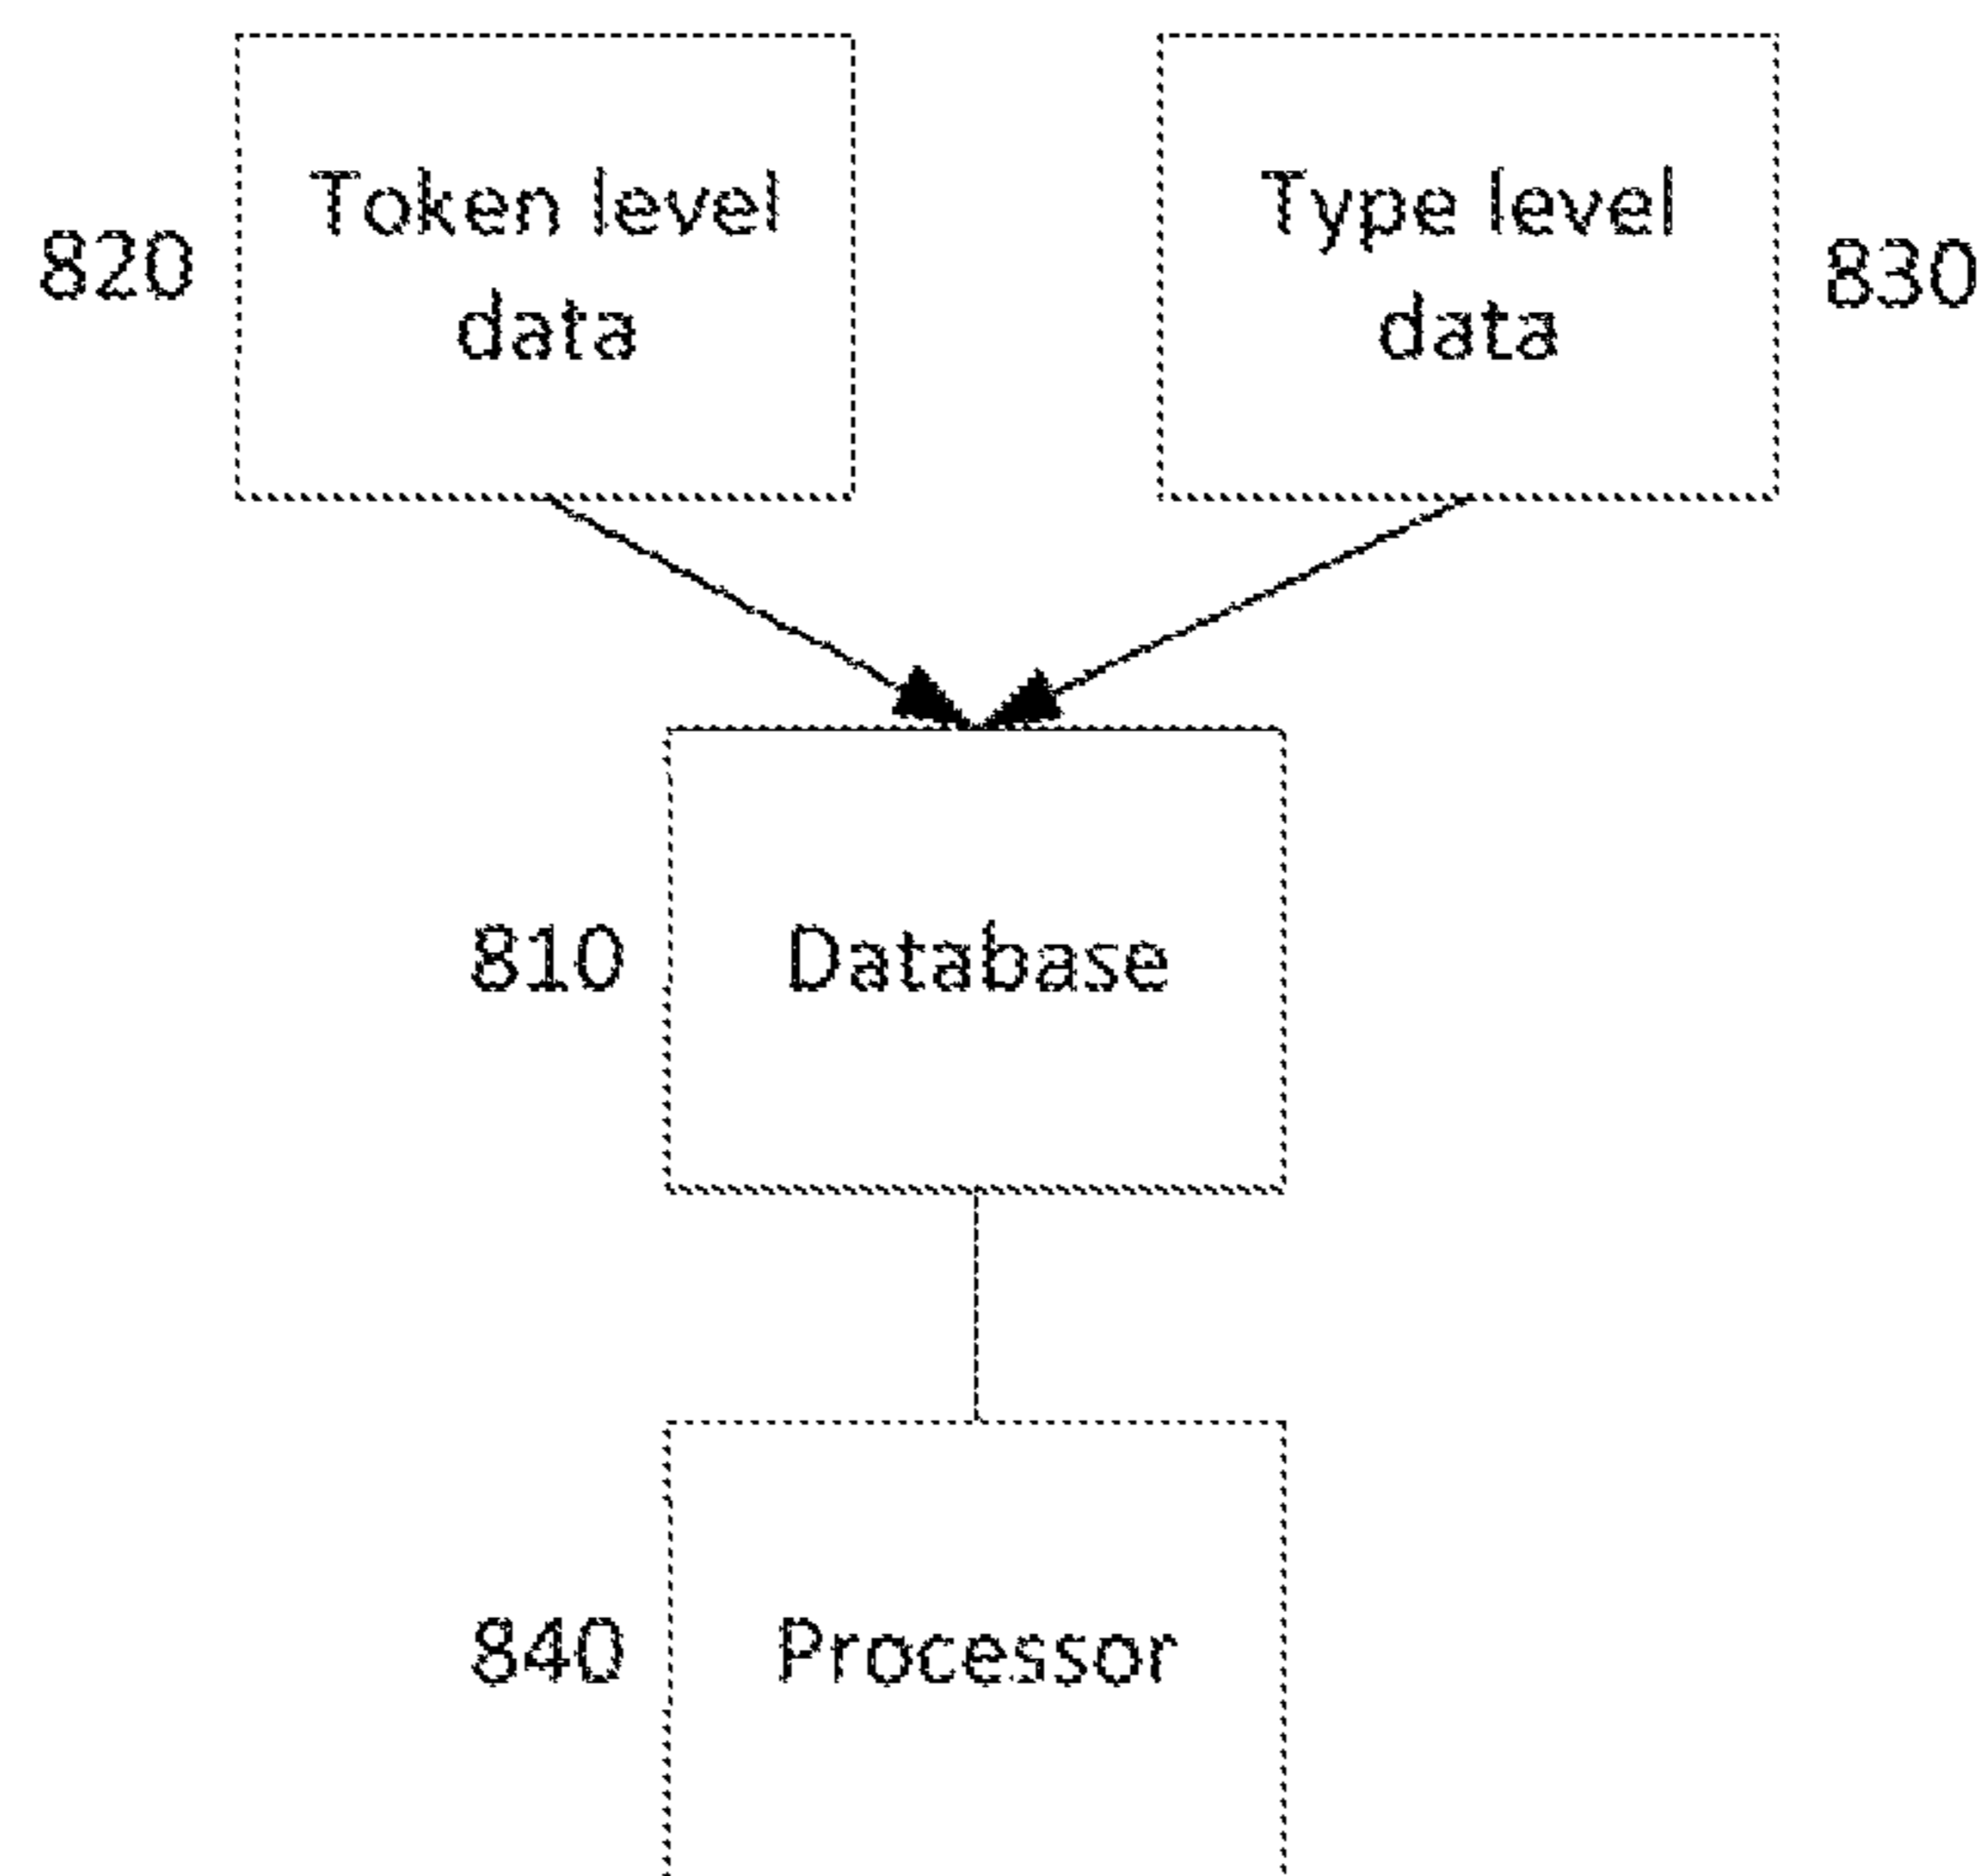 820
Token level
data
Type level
data
830
810
Database
840
Processor